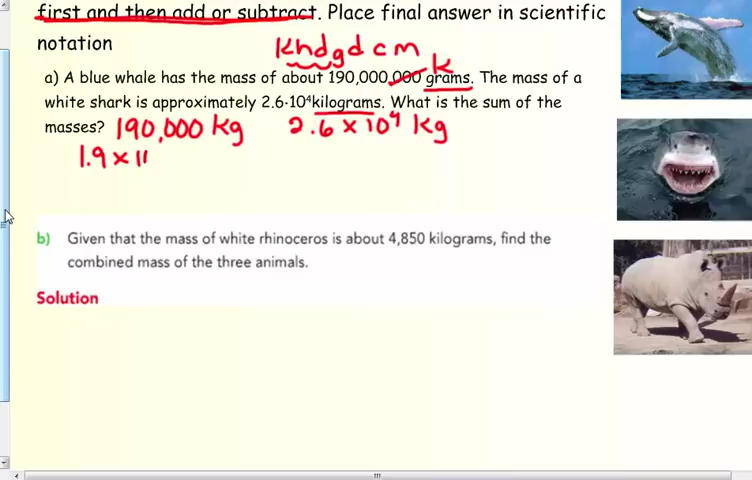 first and then add or subtract. Place final answer in scientific
notation
khdgdcm
k
a) A blue whale has the mass of about 190,000,000 grams. The mass of a
white shark is approximately 2.6·10⁴kilograms. What is the sum of the
masses? 190,000 kg 2.6 × 10⁴ kg
1.9 × 1
b) Given that the mass of white rhinoceros is about 4,850 kilograms, find the
combined mass of the three animals.
Solution